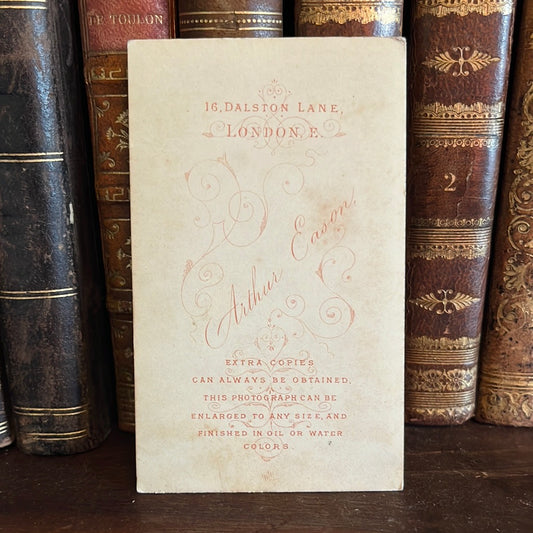 DE TOULON
16, DALSTON LANE,
LONDON, E.
Arthur Eason.
EXTRA COPIES
CAN ALWAYS BE OBTAINED.
THIS PHOTOGRAPH CAN BE
ENLARGED TO ANY SIZE, AND
FINISHED IN OIL OR WATER
COLORS.
2